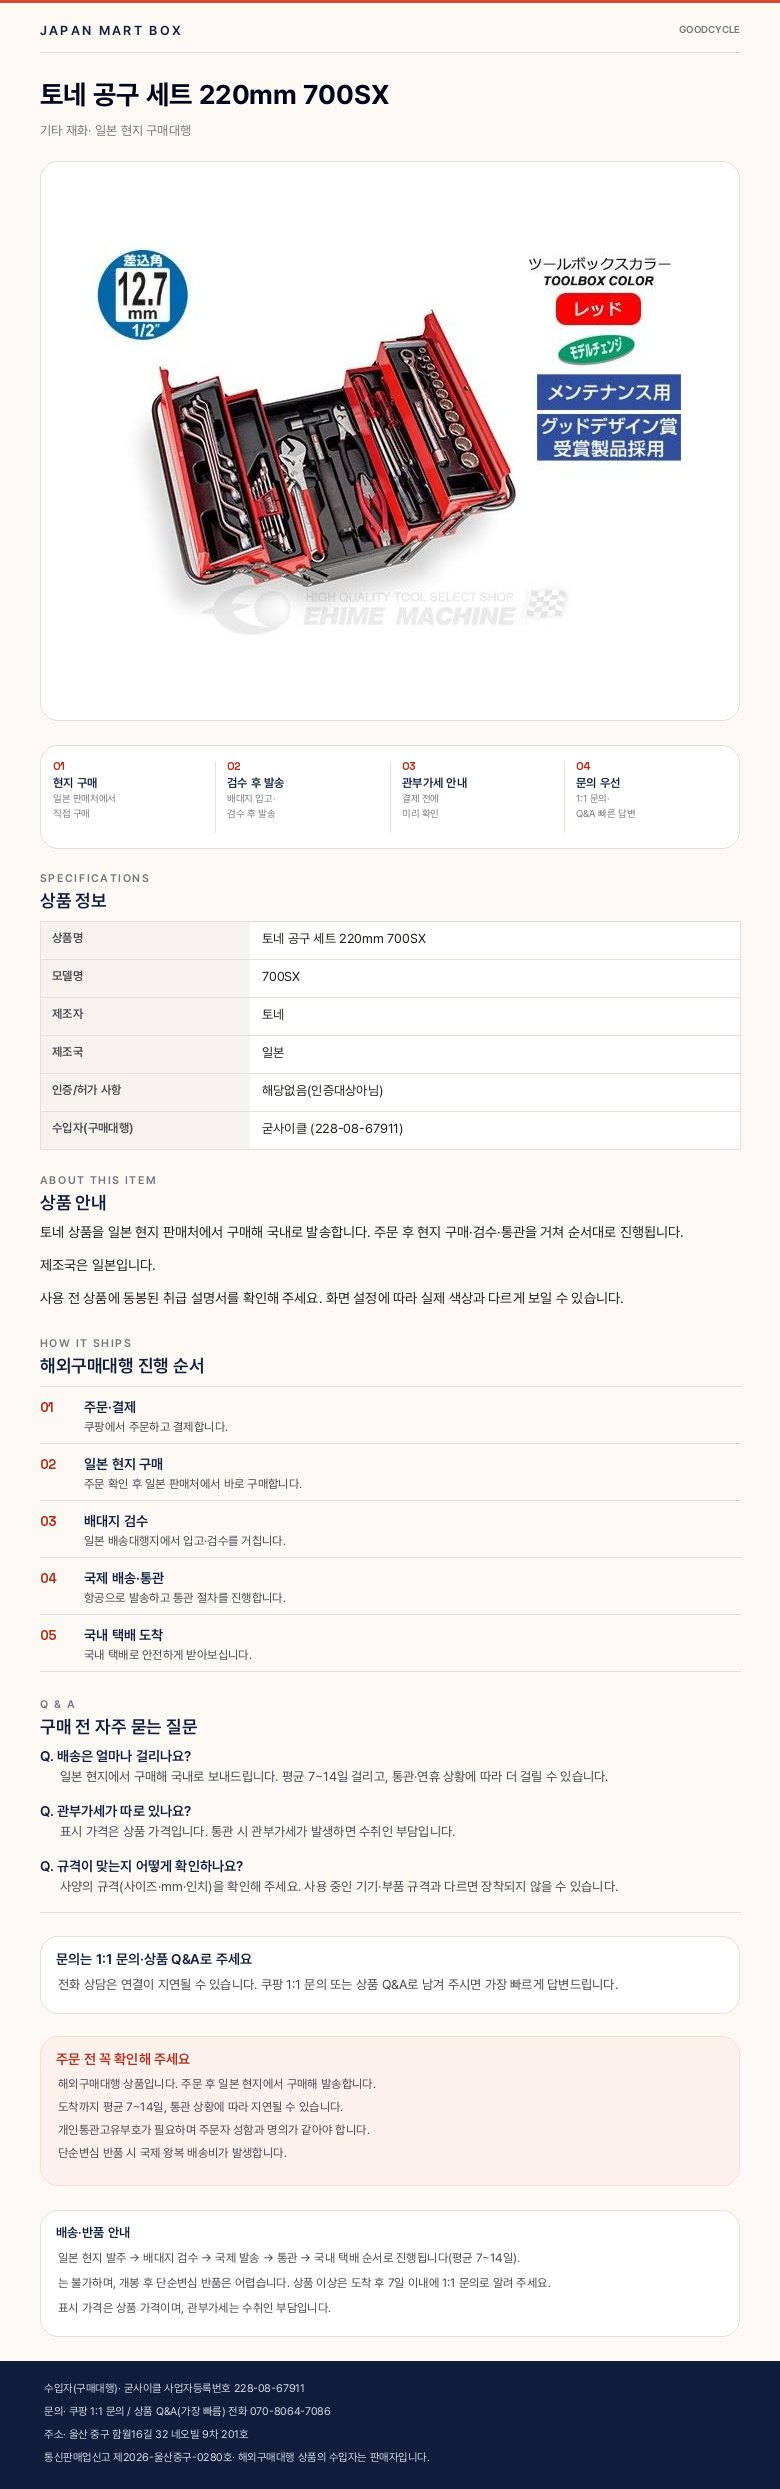 JAPAN MART BOX
GOODCYCLE
토네 공구 세트 220mm 700SX
기타 재화· 일본 현지 구매대행
差込角
12.7
mm
1/2"
ツールボックスカラー
TOOLBOX COLOR
レッド
モデルチェンジ
メンテナンス用
グッドデザイン賞
受賞製品採用
HIGH QUALITY TOOL SELECT SHOP
EHIME MACHINE
01
현지 구매
일본 판매처에서
직접 구매
02
검수 후 발송
배대지 입고·
검수 후 발송
03
관부가세 안내
결제 전에
미리 확인
04
문의 우선
1:1 문의·
Q&A 빠른 답변
SPECIFICATIONS
상품 정보
상품명 토네 공구 세트 220mm 700SX
모델명 700SX
제조자 토네
제조국 일본
인증/허가 사항 해당없음(인증대상아님)
수입자(구매대행) 굳사이클 (228-08-67911)
ABOUT THIS ITEM
상품 안내
토네 상품을 일본 현지 판매처에서 구매해 국내로 발송합니다. 주문 후 현지 구매·검수·통관을 거쳐 순서대로 진행됩니다.
제조국은 일본입니다.
사용 전 상품에 동봉된 취급 설명서를 확인해 주세요. 화면 설정에 따라 실제 색상과 다르게 보일 수 있습니다.
HOW IT SHIPS
해외구매대행 진행 순서
01 주문·결제
쿠팡에서 주문하고 결제합니다.
02 일본 현지 구매
주문 확인 후 일본 판매처에서 바로 구매합니다.
03 배대지 검수
일본 배송대행지에서 입고·검수를 거칩니다.
04 국제 배송·통관
항공으로 발송하고 통관 절차를 진행합니다.
05 국내 택배 도착
국내 택배로 안전하게 받아보십니다.
Q & A
구매 전 자주 묻는 질문
Q. 배송은 얼마나 걸리나요?
일본 현지에서 구매해 국내로 보내드립니다. 평균 7~14일 걸리고, 통관·연휴 상황에 따라 더 걸릴 수 있습니다.
Q. 관부가세가 따로 있나요?
표시 가격은 상품 가격입니다. 통관 시 관부가세가 발생하면 수취인 부담입니다.
Q. 규격이 맞는지 어떻게 확인하나요?
사양의 규격(사이즈·mm·인치)을 확인해 주세요. 사용 중인 기기·부품 규격과 다르면 장착되지 않을 수 있습니다.
문의는 1:1 문의·상품 Q&A로 주세요
전화 상담은 연결이 지연될 수 있습니다. 쿠팡 1:1 문의 또는 상품 Q&A로 남겨 주시면 가장 빠르게 답변드립니다.
주문 전 꼭 확인해 주세요
해외구매대행 상품입니다. 주문 후 일본 현지에서 구매해 발송합니다.
도착까지 평균 7~14일, 통관 상황에 따라 지연될 수 있습니다.
개인통관고유부호가 필요하며 주문자 성함과 명의가 같아야 합니다.
단순변심 반품 시 국제 왕복 배송비가 발생합니다.
배송·반품 안내
일본 현지 발주 → 배대지 검수 → 국제 발송 → 통관 → 국내 택배 순서로 진행됩니다(평균 7~14일).
는 불가하며, 개봉 후 단순변심 반품은 어렵습니다. 상품 이상은 도착 후 7일 이내에 1:1 문의로 알려 주세요.
표시 가격은 상품 가격이며, 관부가세는 수취인 부담입니다.
수입자(구매대행)· 굳사이클 사업자등록번호 228-08-67911
문의· 쿠팡 1:1 문의 / 상품 Q&A(가장 빠름) 전화 070-8064-7086
주소· 울산 중구 함월16길 32 네오빌 9차 201호
통신판매업신고 제2026-울산중구-0280호· 해외구매대행 상품의 수입자는 판매자입니다.